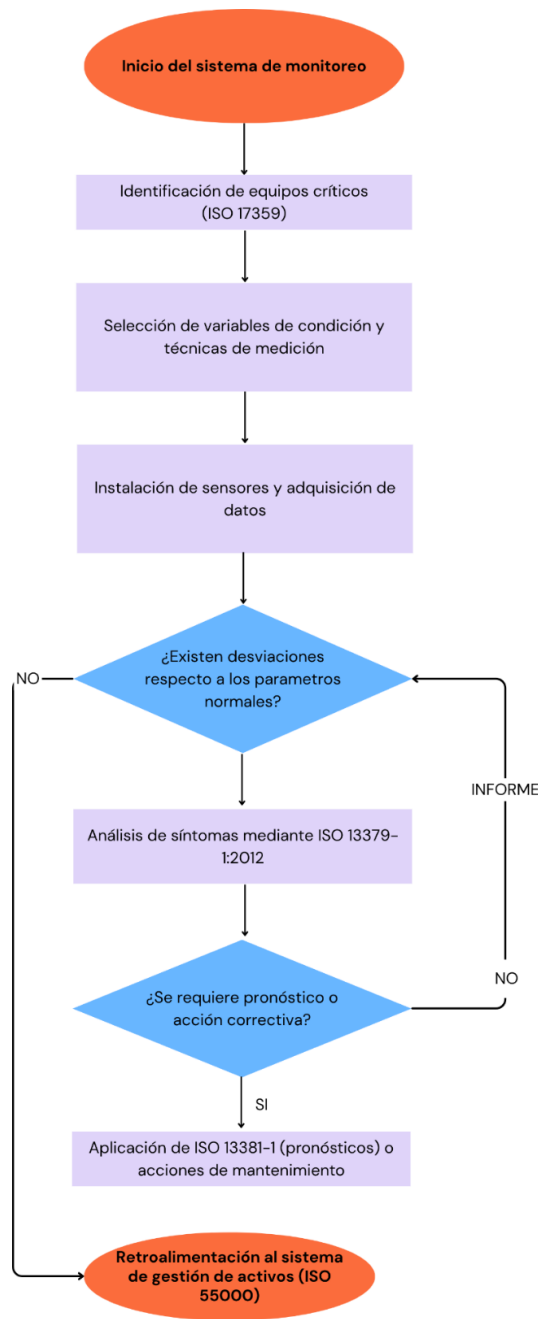 Inicio del sistema de monitoreo
Identificación de equipos críticos
(ISO 17359)
Selección de variables de condición y
técnicas de medición
Instalación de sensores y adquisición de
datos
¿Existen desviaciones
respecto a los parametros
normales?
NO
INFORME
Análisis de síntomas mediante ISO 13379-
1:2012
¿Se requiere pronóstico o
acción correctiva?
NO
SI
Aplicación de ISO 13381-1 (pronósticos) o
acciones de mantenimiento
Retroalimentación al sistema
de gestión de activos (ISO
55000)